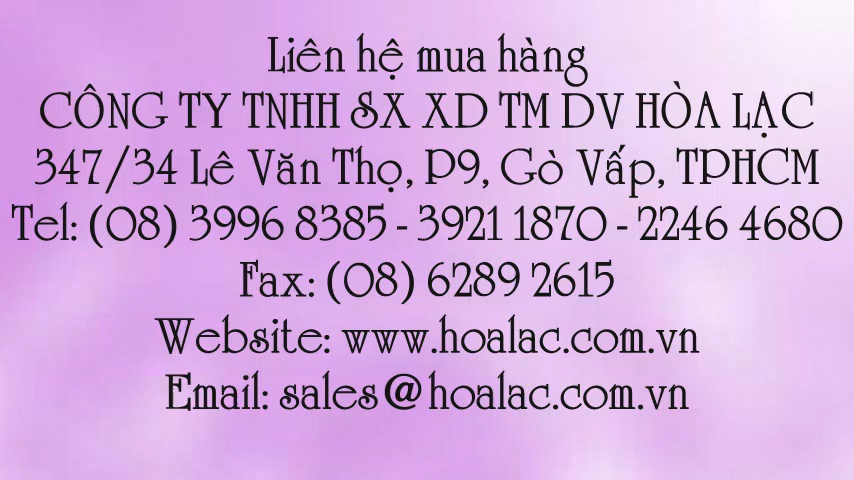 Liên hệ mua hàng
CÔNG TY TNHH SX XD TM DV HÒA LẠC
347/34 Lê Văn Thọ, P9, Gò Vấp, TPHCM
Tel: (08) 3996 8385 - 3921 1870 - 2246 4680
Fax: (08) 6289 2615
Website: www.hoalac.com.vn
Email: sales@hoalac.com.vn